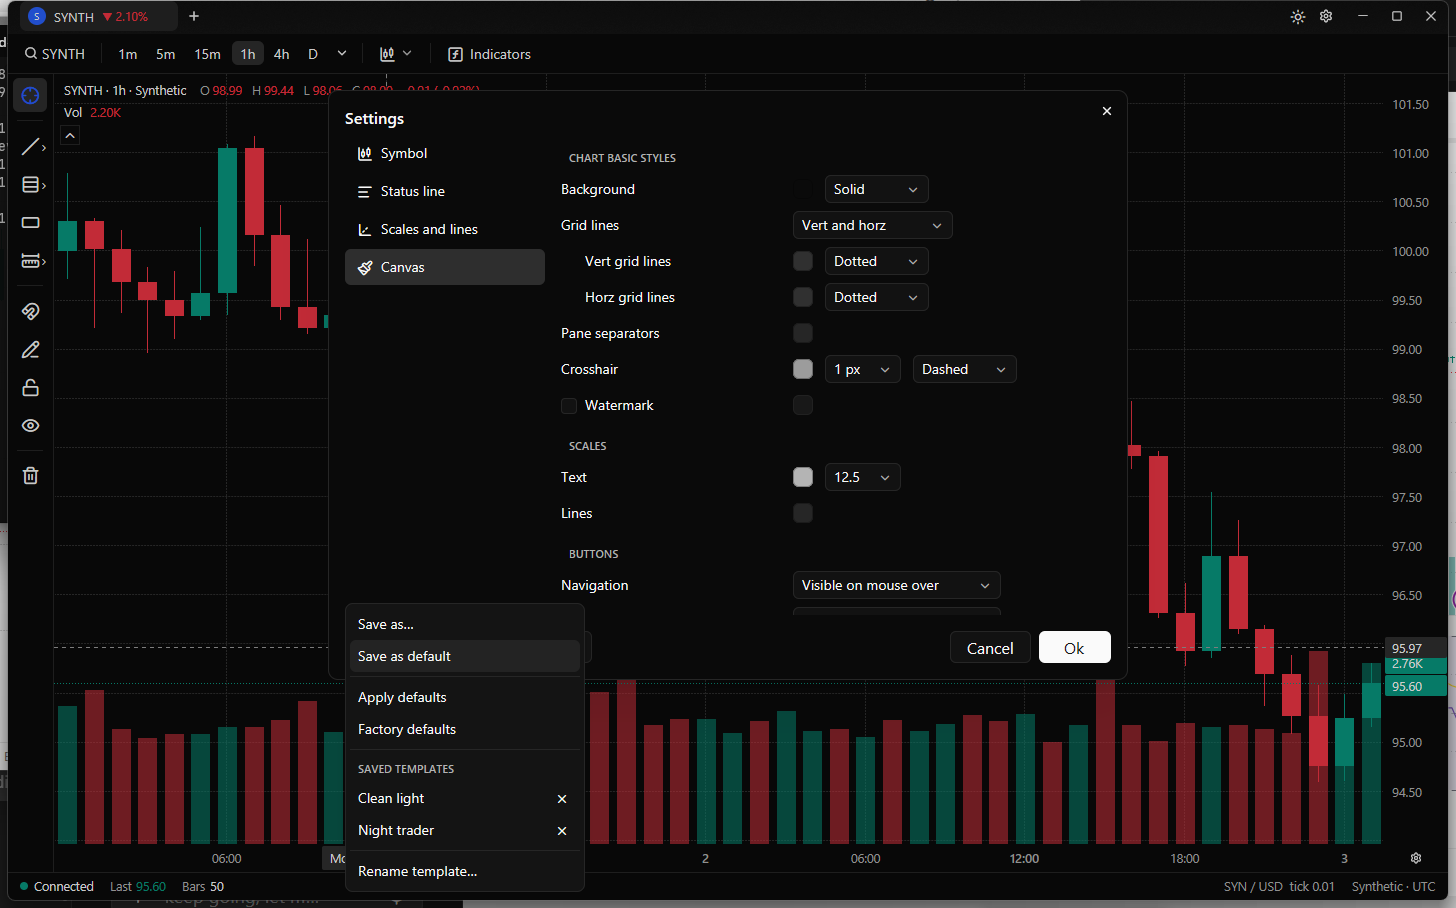 SYNTH 2.10%
SYNTH 1m 5m 15m 1h 4h D Indicators
SYNTH · 1h · Synthetic O 98.99 H 99.44
Vol 2.20K
Settings
Symbol
Status line
Scales and lines
Canvas
CHART BASIC STYLES
Background Solid
Grid lines Vert and horz
Vert grid lines Dotted
Horz grid lines Dotted
Pane separators
Crosshair 1 px Dashed
Watermark
SCALES
Text 12.5
Lines
BUTTONS
Navigation Visible on mouse over
Cancel Ok
Save as...
Save as default
Apply defaults
Factory defaults
SAVED TEMPLATES
Clean light
Night trader
Rename template...
101.50
101.00
100.50
100.00
99.50
99.00
98.50
98.00
97.50
97.00
96.50
95.97
2.76K
95.60
95.00
94.50
06:00 2 06:00 12:00 18:00 3
Connected Last 95.60 Bars 50 SYN / USD tick 0.01 Synthetic · UTC